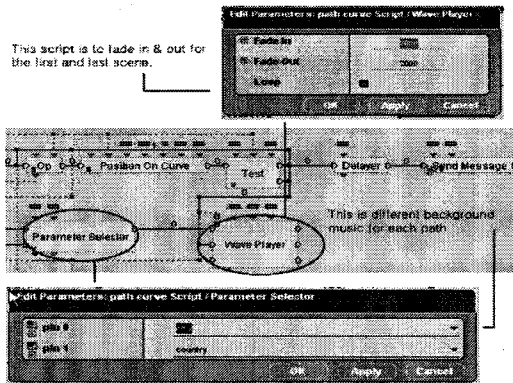 Edit Parameters: path curve Script / Wave Player
This script is to fade in & out for
the first and last scene.
Fade In
Fade Out
Loop
OK Apply Cancel
Op Position On Curve Test Delayer Send Message
Parameter Selector Wave Player
This is different background
music for each path
Edit Parameters: path curve Script / Parameter Selector
pin 0
pin 1 country
OK Apply Cancel